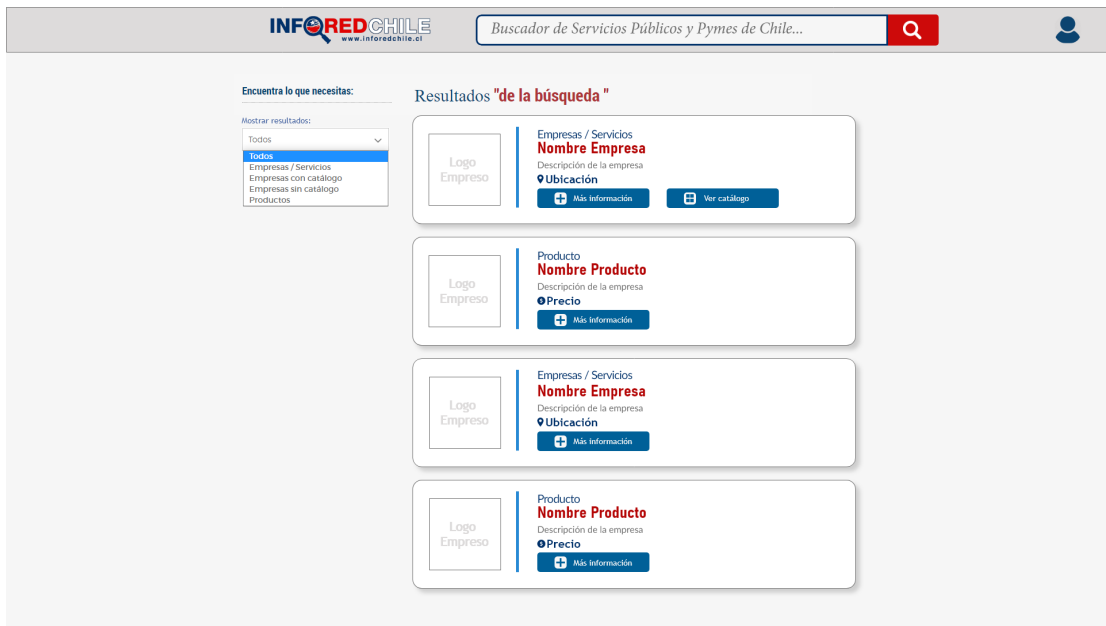 INFOREDCHILE
www.inforedchile.cl
Buscador de Servicios Públicos y Pymes de Chile...
Encuentra lo que necesitas:
Mostrar resultados:
Todos
Todos
Empresas / Servicios
Empresas con catálogo
Empresas sin catálogo
Productos
Resultados "de la búsqueda "
Logo
Empreso
Empresas / Servicios
Nombre Empresa
Descripción de la empresa
Ubicación
Más información
Ver catálogo
Logo
Empreso
Producto
Nombre Producto
Descripción de la empresa
Precio
Más información
Logo
Empreso
Empresas / Servicios
Nombre Empresa
Descripción de la empresa
Ubicación
Más información
Logo
Empreso
Producto
Nombre Producto
Descripción de la empresa
Precio
Más información